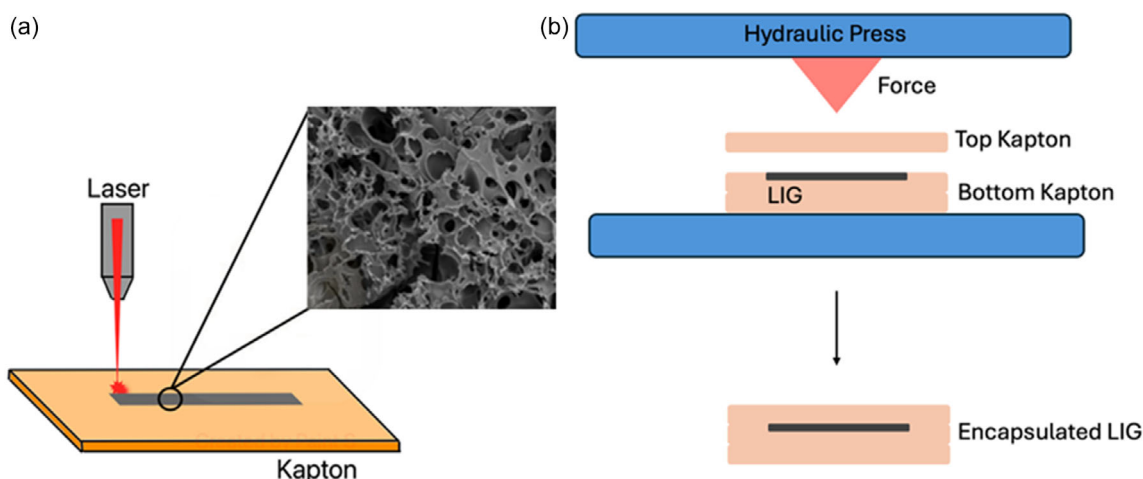 (a)
Laser
Kapton
(b)
Hydraulic Press
Force
Top Kapton
LIG
Bottom Kapton
Encapsulated LIG